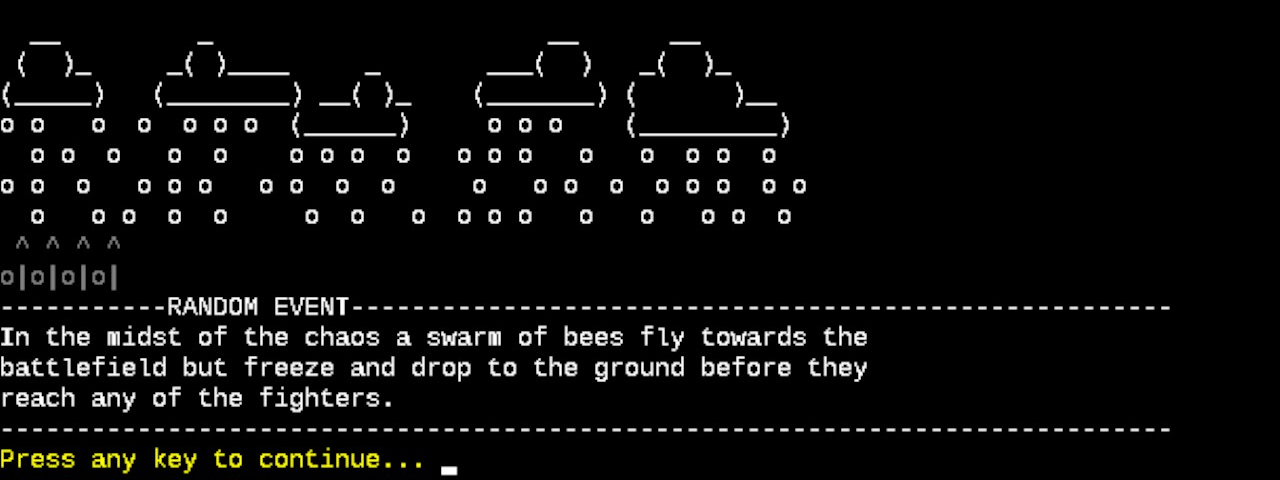 RANDOM EVENT
In the midst of the chaos a swarm of bees fly towards the
battlefield but freeze and drop to the ground before they
reach any of the fighters.
Press any key to continue...